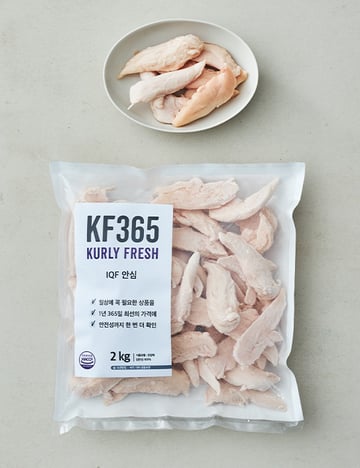 KF365
KURLY FRESH
IQF 안심
일상에 꼭 필요한 상품을
1년 365일 최선의 가격에
안전성까지 한 번 더 확인
HACCP
2 kg